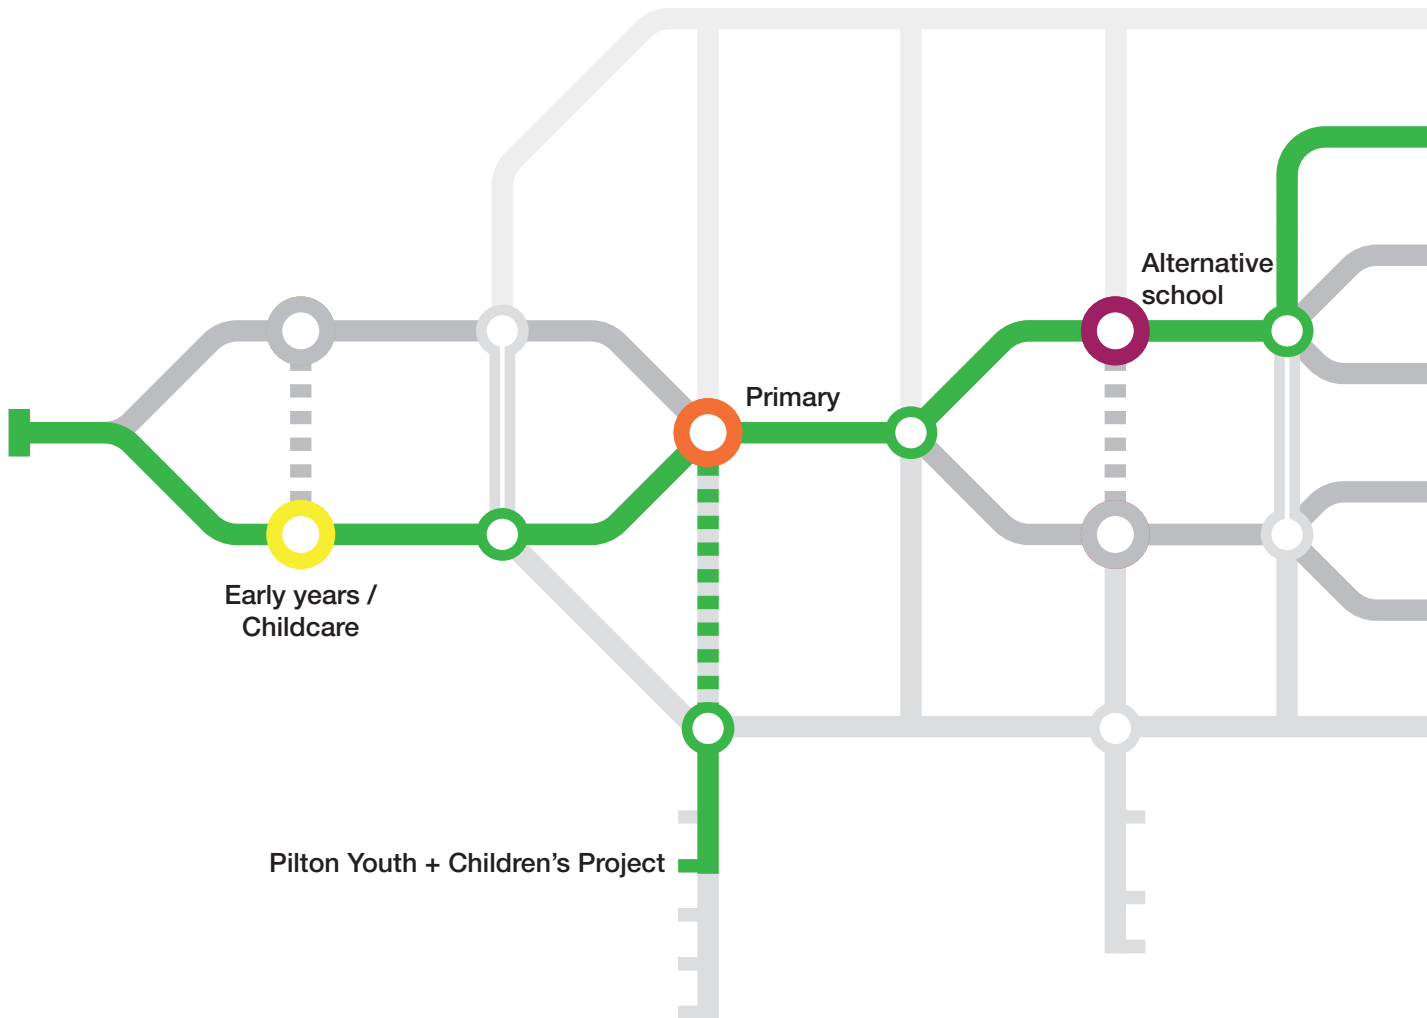 Alternative
school
Primary
Early years /
Childcare
Pilton Youth + Children’s Project